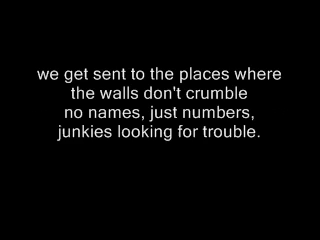 we get sent to the places where
the walls don't crumble
no names, just numbers,
junkies looking for trouble.